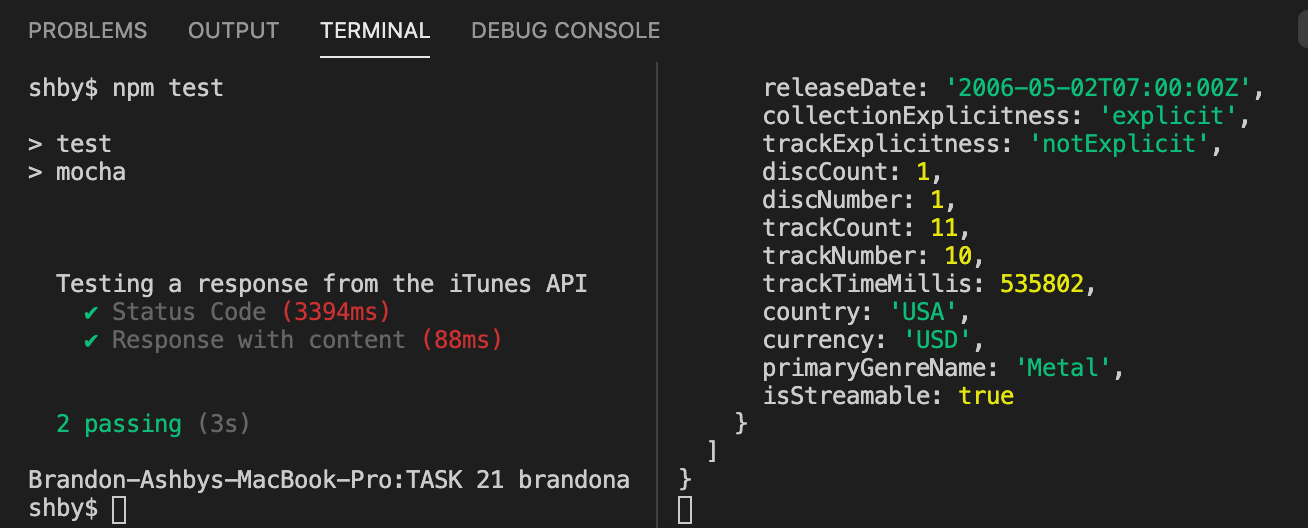 PROBLEMS OUTPUT TERMINAL DEBUG CONSOLE
shby$ npm test
> test
> mocha
Testing a response from the iTunes API
✔ Status Code (3394ms)
✔ Response with content (88ms)
2 passing (3s)
Brandon-Ashbys-MacBook-Pro:TASK 21 brandona
shby$
releaseDate: '2006-05-02T07:00:00Z',
collectionExplicitness: 'explicit',
trackExplicitness: 'notExplicit',
discCount: 1,
discNumber: 1,
trackCount: 11,
trackNumber: 10,
trackTimeMillis: 535802,
country: 'USA',
currency: 'USD',
primaryGenreName: 'Metal',
isStreamable: true
}
]
}